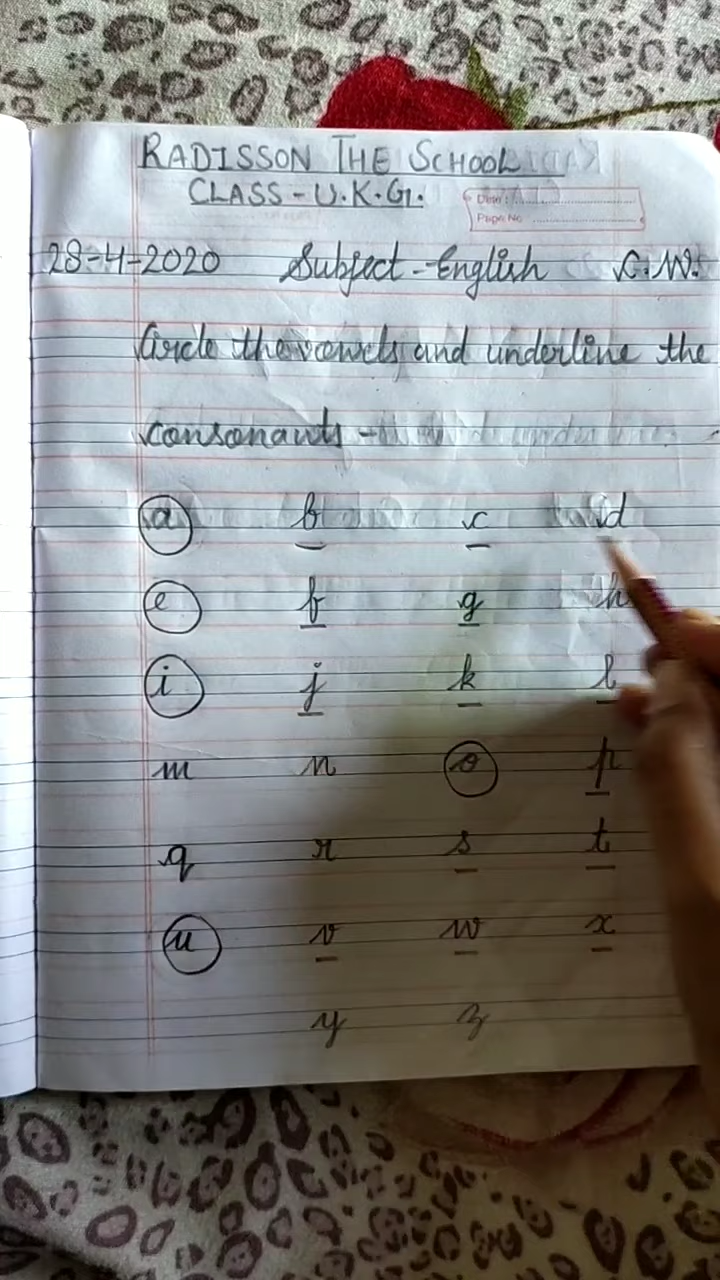 RADISSON THE SCHOOL
CLASS - U.K.G.
Date :
Page No
28-4-2020 Subject - English C.W.
Circle the vowels and underline the
consonants -
a b c d
e f g h
i j k l
m n o p
q r s t
u v w x
y z